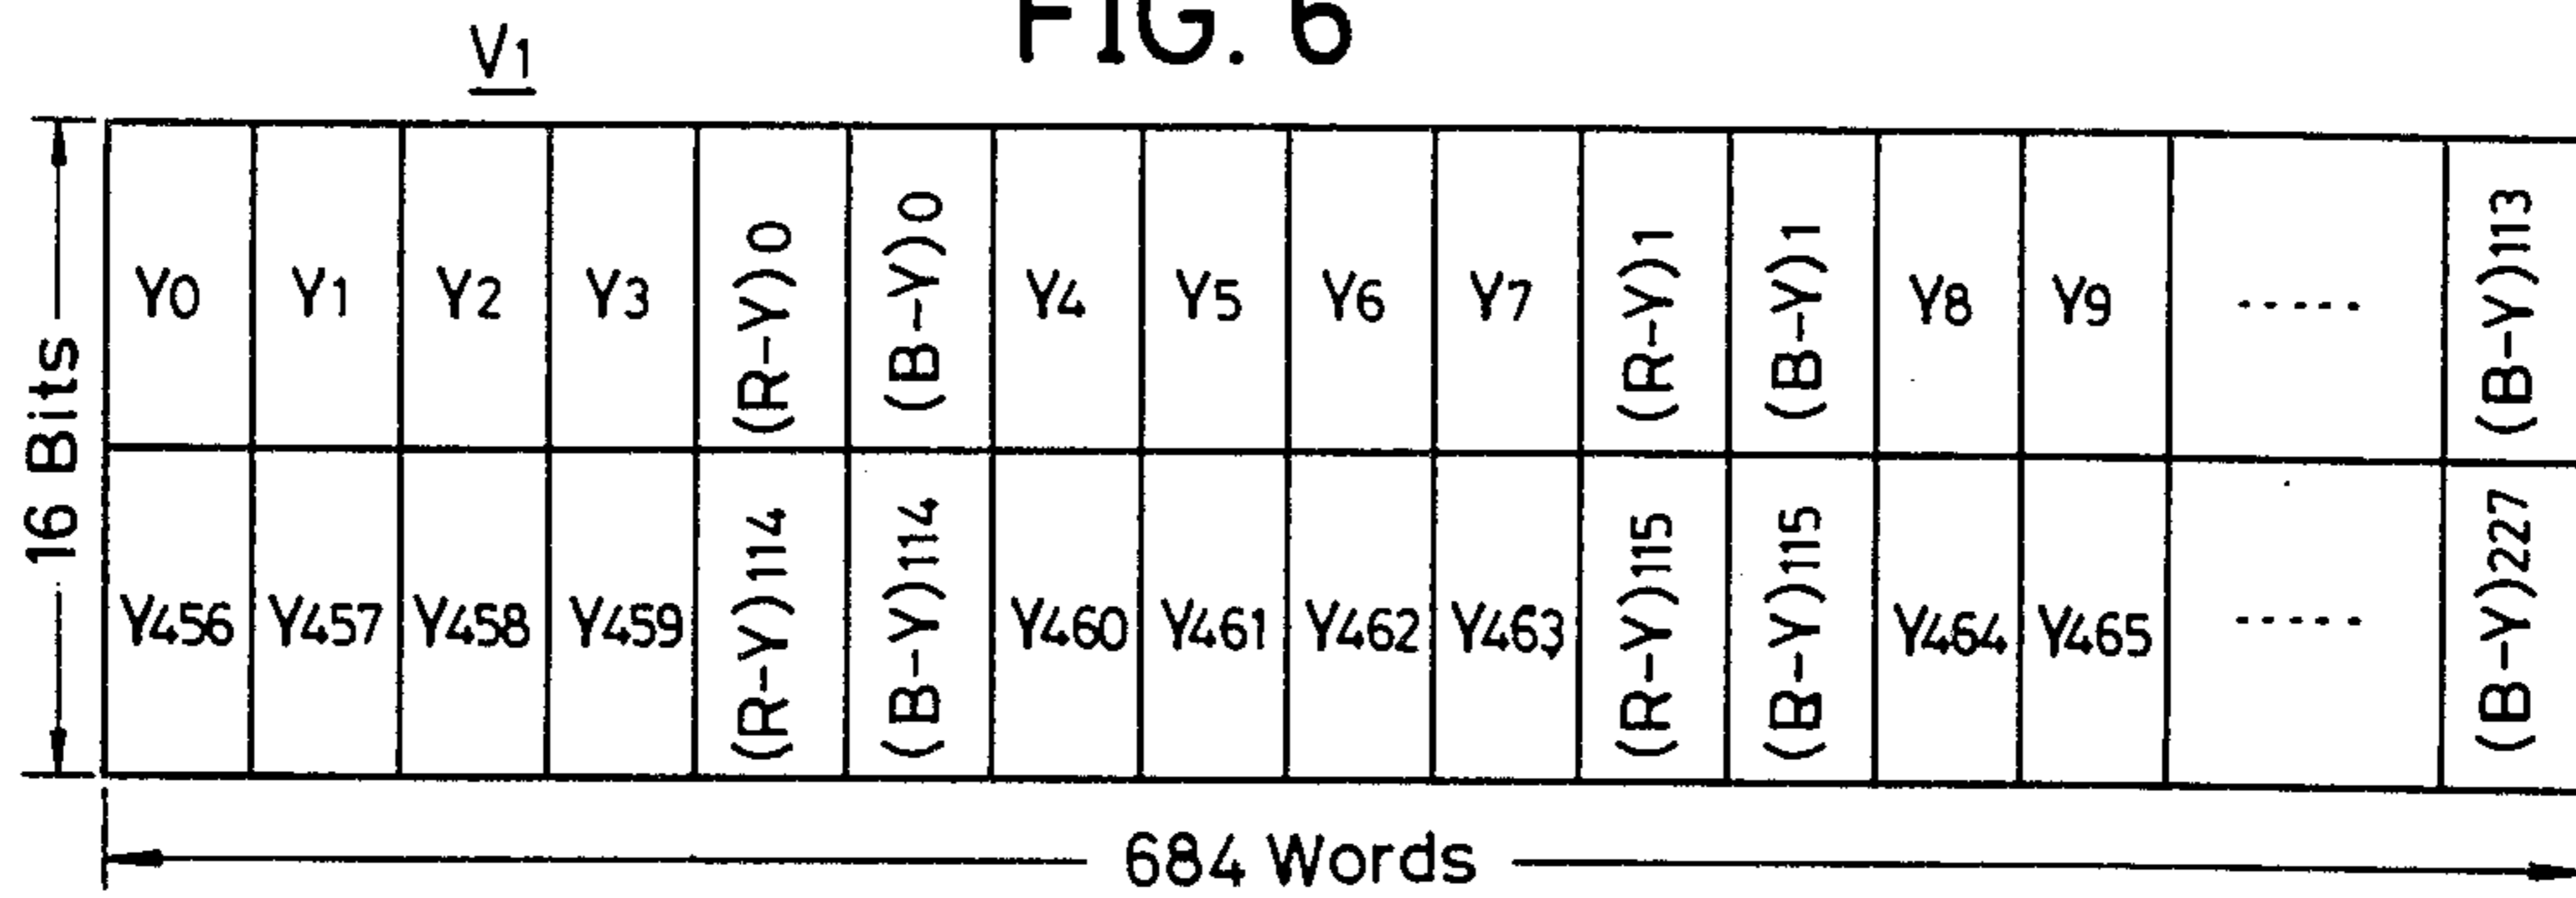 FIG. 6
V1
16 Bits
Y0 Y1 Y2 Y3 (R-Y)0 (B-Y)0 Y4 Y5 Y6 Y7 (R-Y)1 (B-Y)1 Y8 Y9 ..... (B-Y)113
Y456 Y457 Y458 Y459 (R-Y)114 (B-Y)114 Y460 Y461 Y462 Y463 (R-Y)115 (B-Y)115 Y464 Y465 ..... (B-Y)227
684 Words